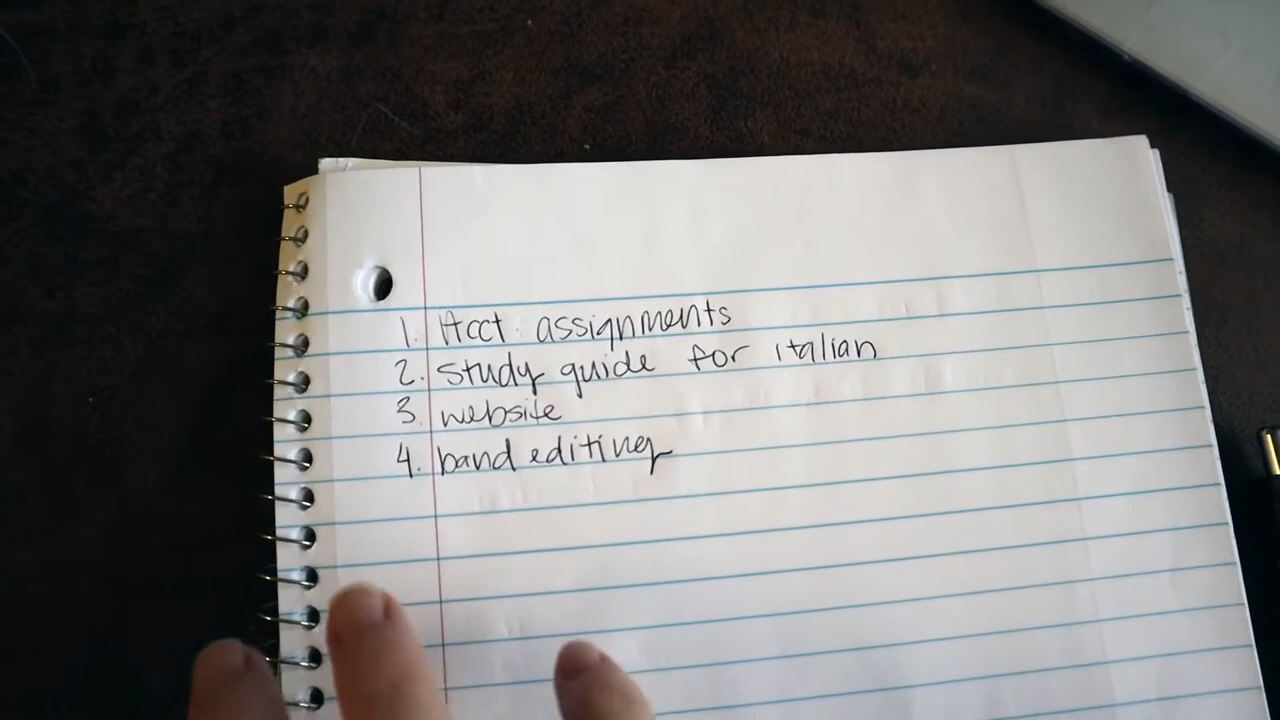 1. Acct. assignments
2. study guide for italian
3. website
4. band editing